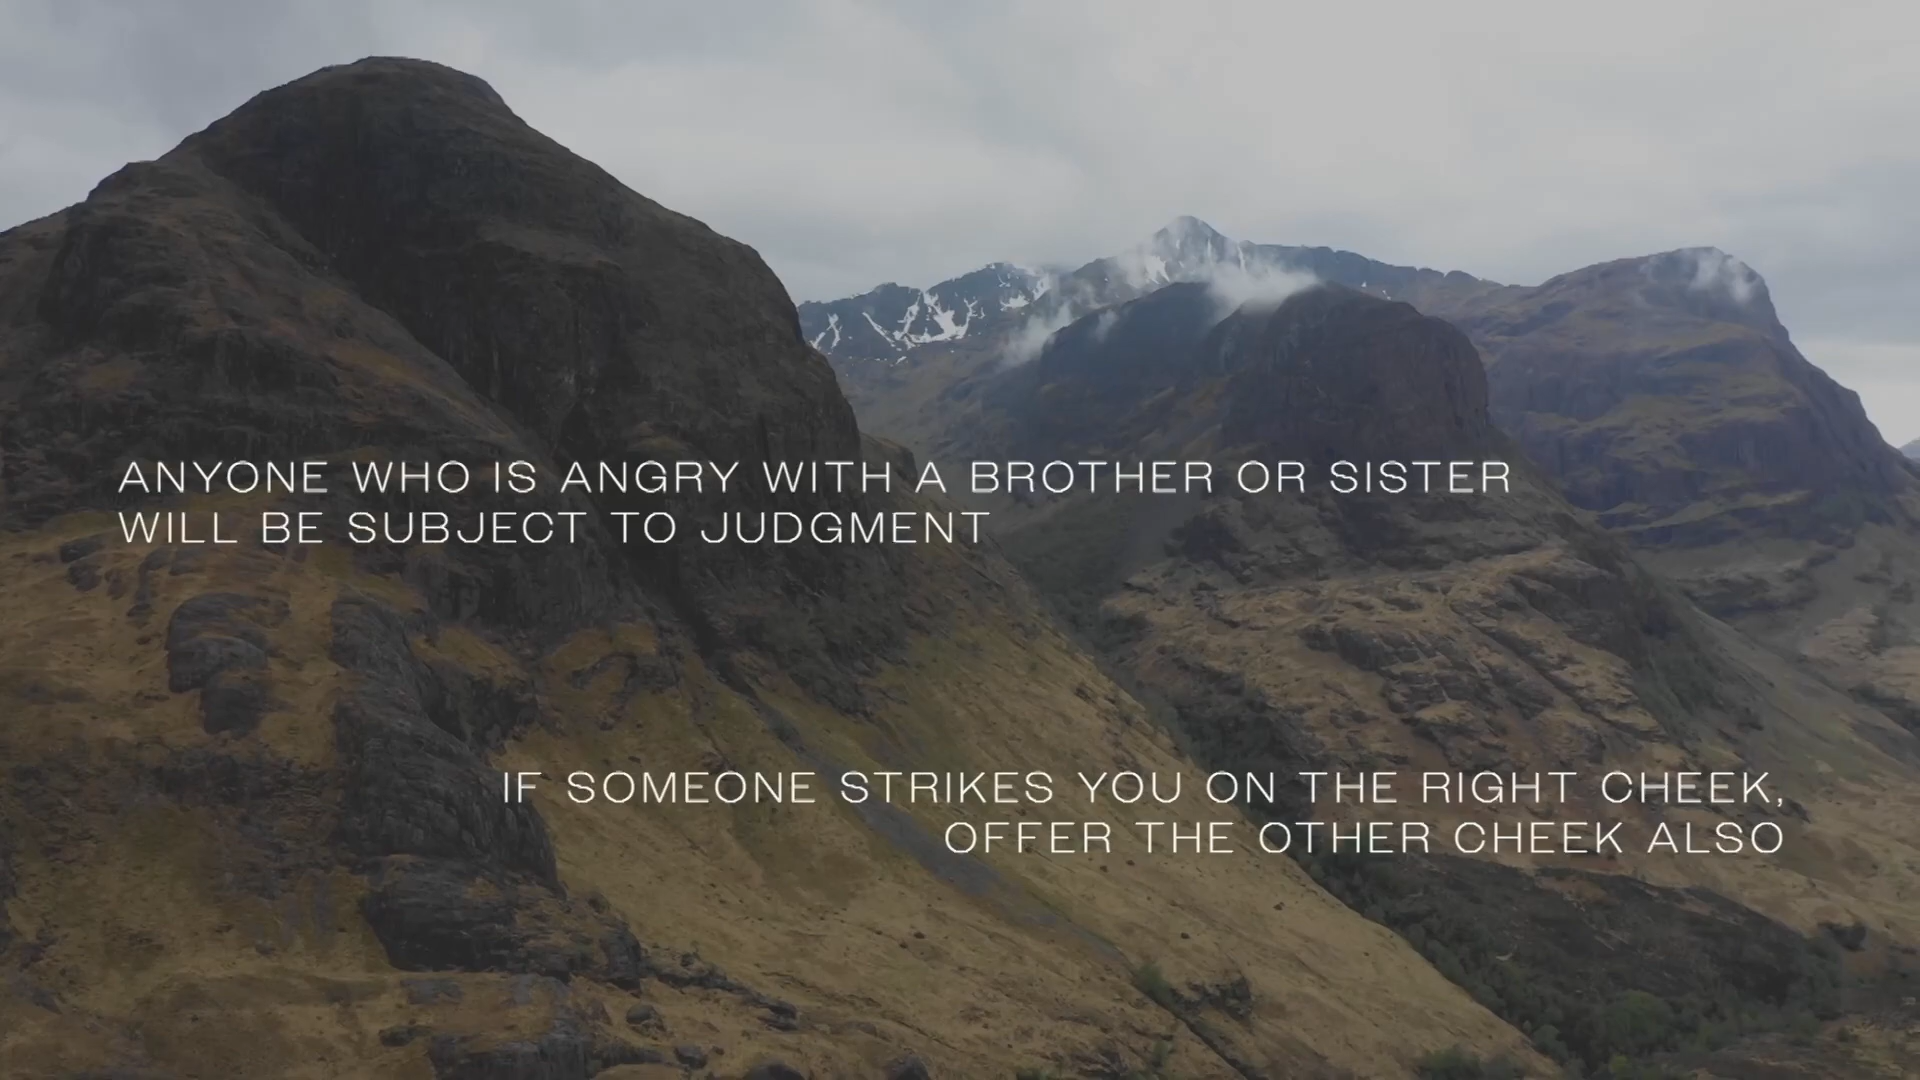 ANYONE WHO IS ANGRY WITH A BROTHER OR SISTER
WILL BE SUBJECT TO JUDGMENT
IF SOMEONE STRIKES YOU ON THE RIGHT CHEEK,
OFFER THE OTHER CHEEK ALSO